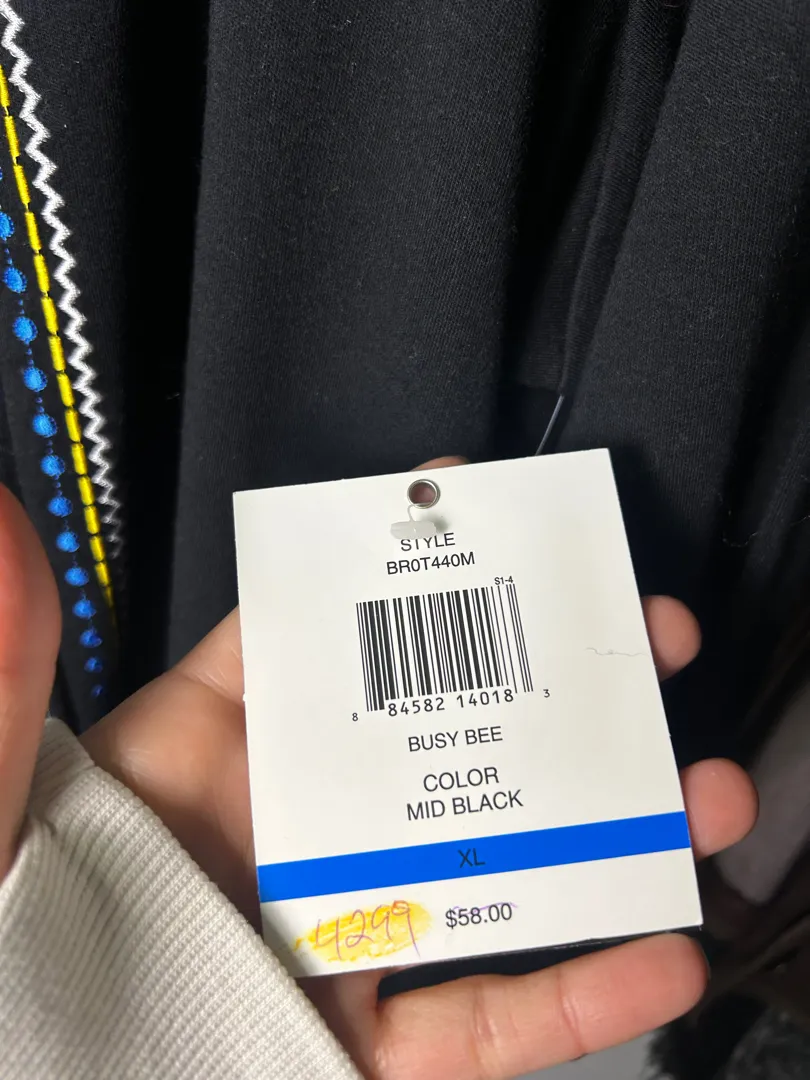 STYLE
BR0T440M
S1-4
8 84582 14018 3
BUSY BEE
COLOR
MID BLACK
XL
4299 $58.00